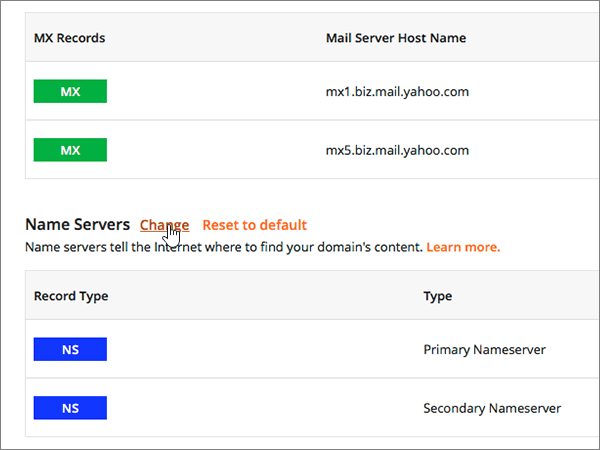 MX Records Mail Server Host Name
MX mx1.biz.mail.yahoo.com
MX mx5.biz.mail.yahoo.com
Name Servers Change Reset to default
Name servers tell the Internet where to find your domain's content. Learn more.
Record Type Type
NS Primary Nameserver
NS Secondary Nameserver